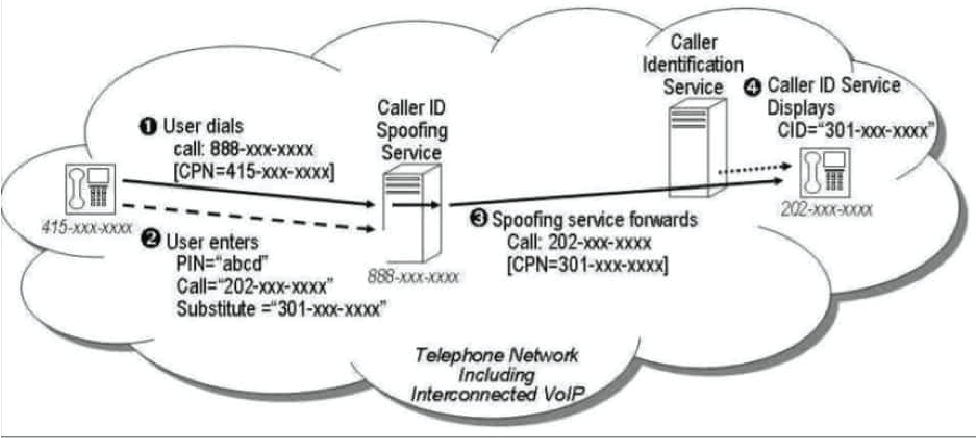 Caller
Identification
Service
❹ Caller ID Service
Displays
CID="301-xxx-xxxx"
Caller ID
Spoofing
Service
❶ User dials
call: 888-xxx-xxxx
[CPN=415-xxx-xxxx]
415-xxx-xxxx
202-xxx-xxxx
❷ User enters
PIN="abcd"
Call="202-xxx-xxxx"
Substitute ="301-xxx-xxxx"
888-xxx-xxxx
❸ Spoofing service forwards
Call: 202-xxx-xxxx
[CPN=301-xxx-xxxx]
Telephone Network
Including
Interconnected VoIP